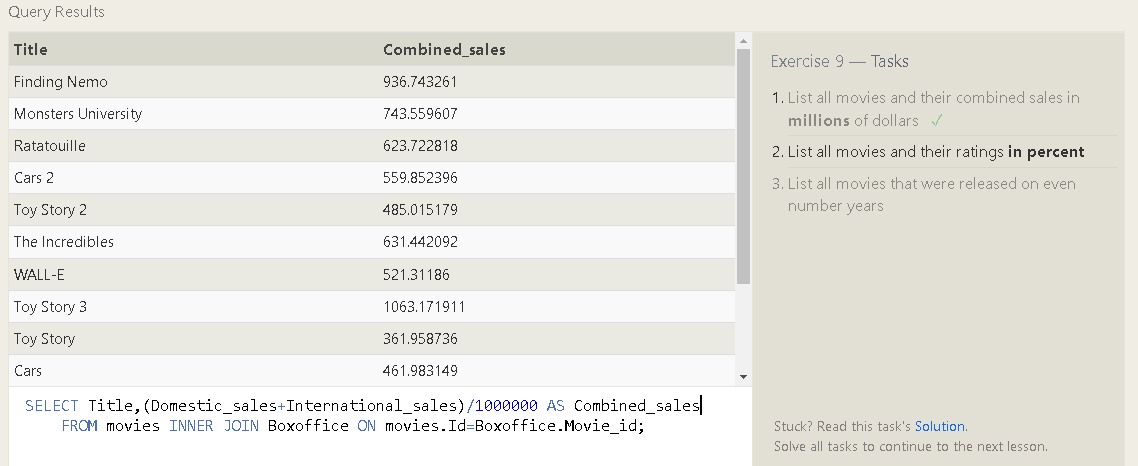 Query Results
Title Combined_sales
Finding Nemo 936.743261
Monsters University 743.559607
Ratatouille 623.722818
Cars 2 559.852396
Toy Story 2 485.015179
The Incredibles 631.442092
WALL-E 521.31186
Toy Story 3 1063.171911
Toy Story 361.958736
Cars 461.983149
SELECT Title,(Domestic_sales+International_sales)/1000000 AS Combined_sales
FROM movies INNER JOIN Boxoffice ON movies.Id=Boxoffice.Movie_id;
Exercise 9 — Tasks
1. List all movies and their combined sales in
millions of dollars ✓
2. List all movies and their ratings in percent
3. List all movies that were released on even
number years
Stuck? Read this task's Solution.
Solve all tasks to continue to the next lesson.